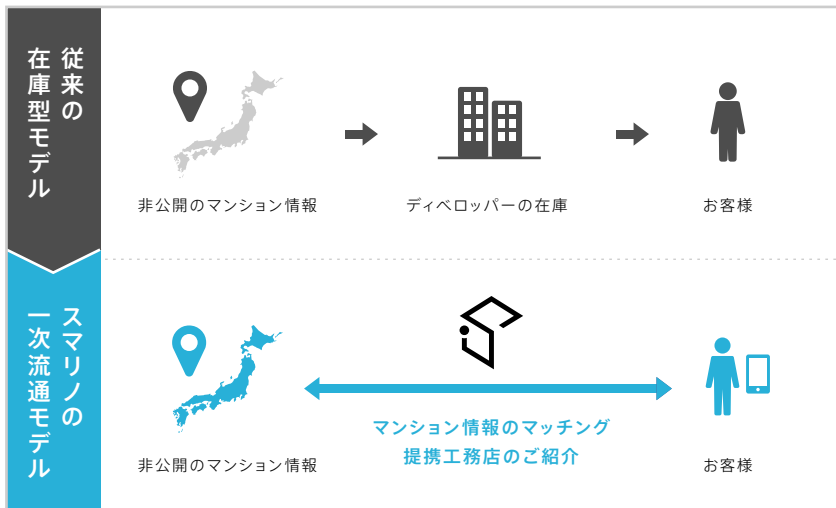 従来の
在庫型モデル
非公開のマンション情報
ディベロッパーの在庫
お客様
スマリノの
一次流通モデル
マンション情報のマッチング
提携工務店のご紹介
非公開のマンション情報
お客様